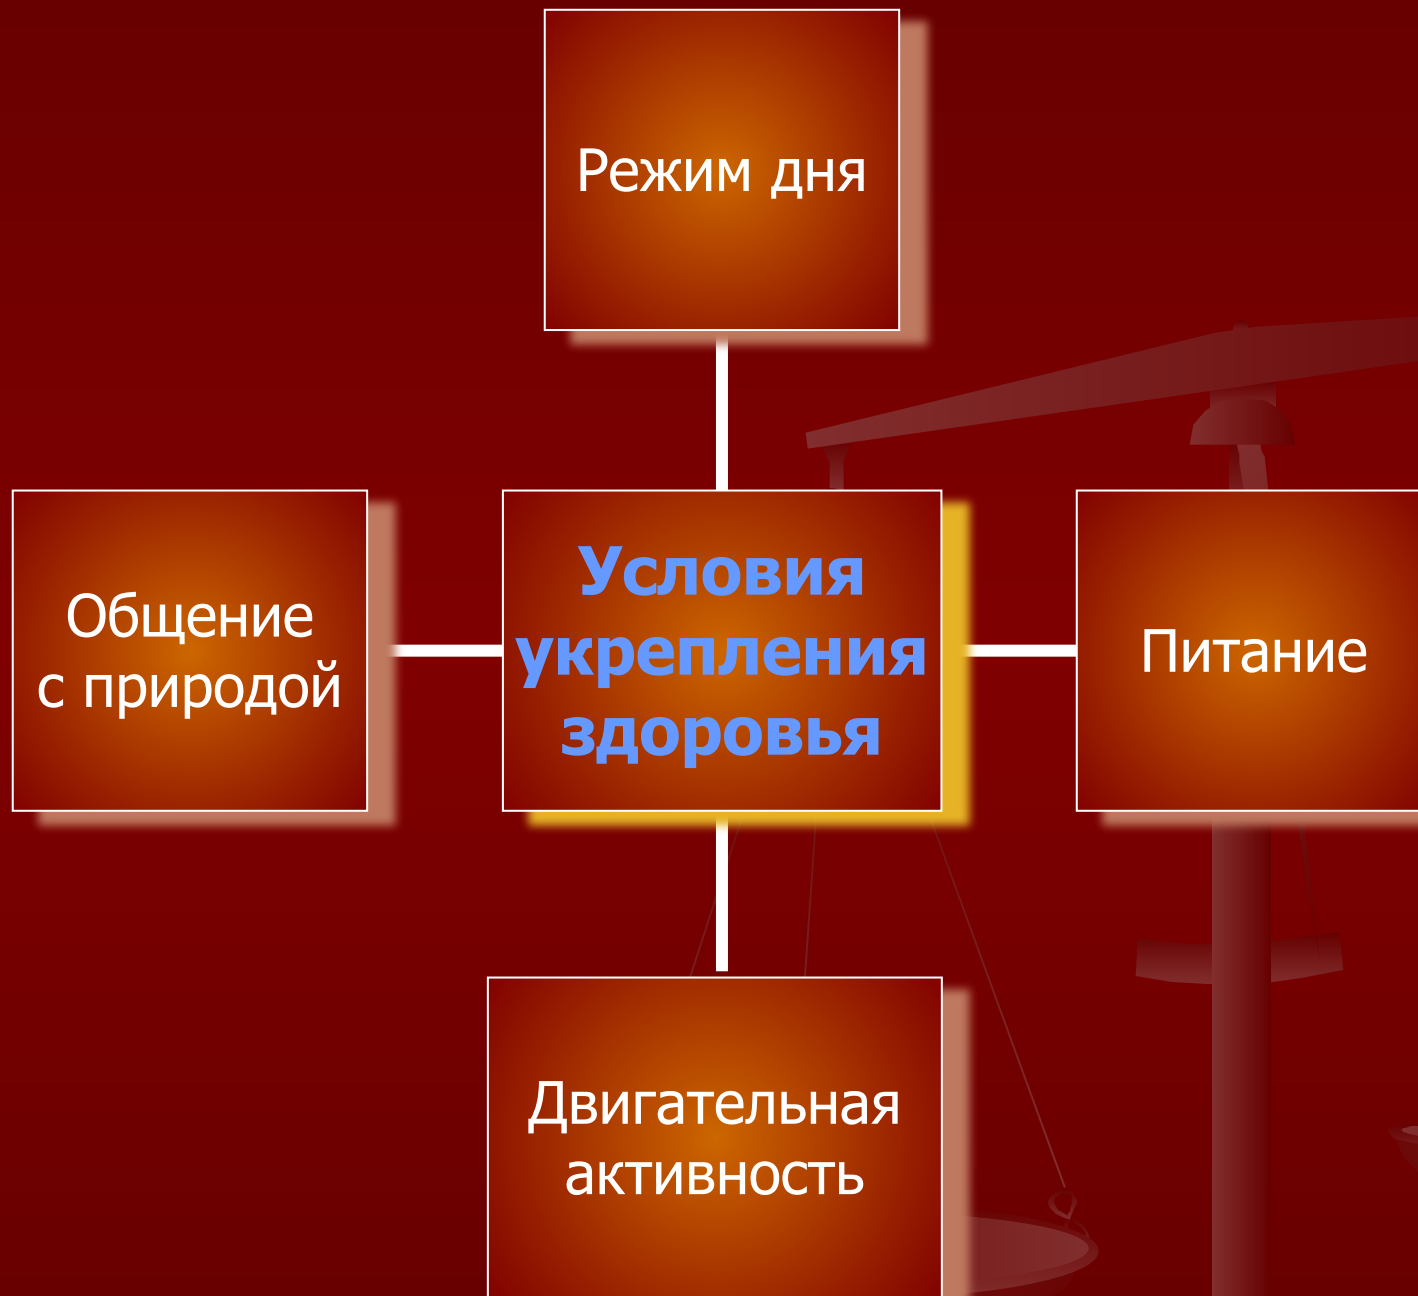 Режим дня
Общение
с природой
Условия
укрепления
здоровья
Питание
Двигательная
активность